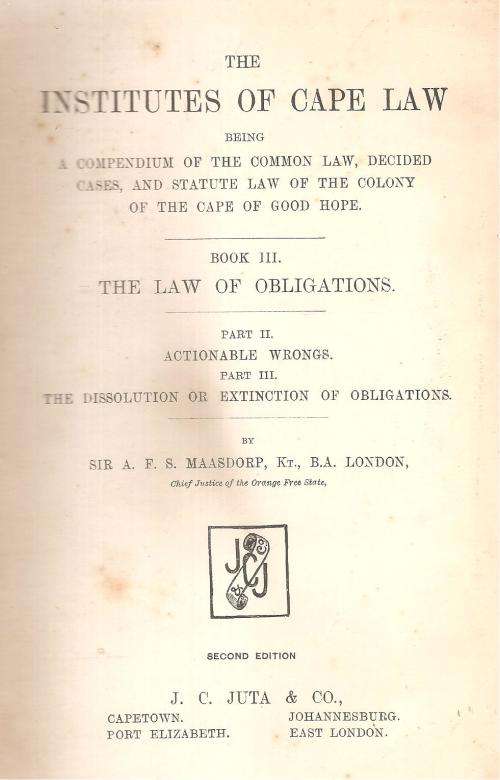 THE
INSTITUTES OF CAPE LAW
BEING
A COMPENDIUM OF THE COMMON LAW, DECIDED
CASES, AND STATUTE LAW OF THE COLONY
OF THE CAPE OF GOOD HOPE.
BOOK III.
THE LAW OF OBLIGATIONS.
PART II.
ACTIONABLE WRONGS.
PART III.
THE DISSOLUTION OR EXTINCTION OF OBLIGATIONS.
BY
SIR A. F. S. MAASDORP, KT., B.A. LONDON,
Chief Justice of the Orange Free State,
J C J
SECOND EDITION
J. C. JUTA & CO.,
CAPETOWN. JOHANNESBURG.
PORT ELIZABETH. EAST LONDON.